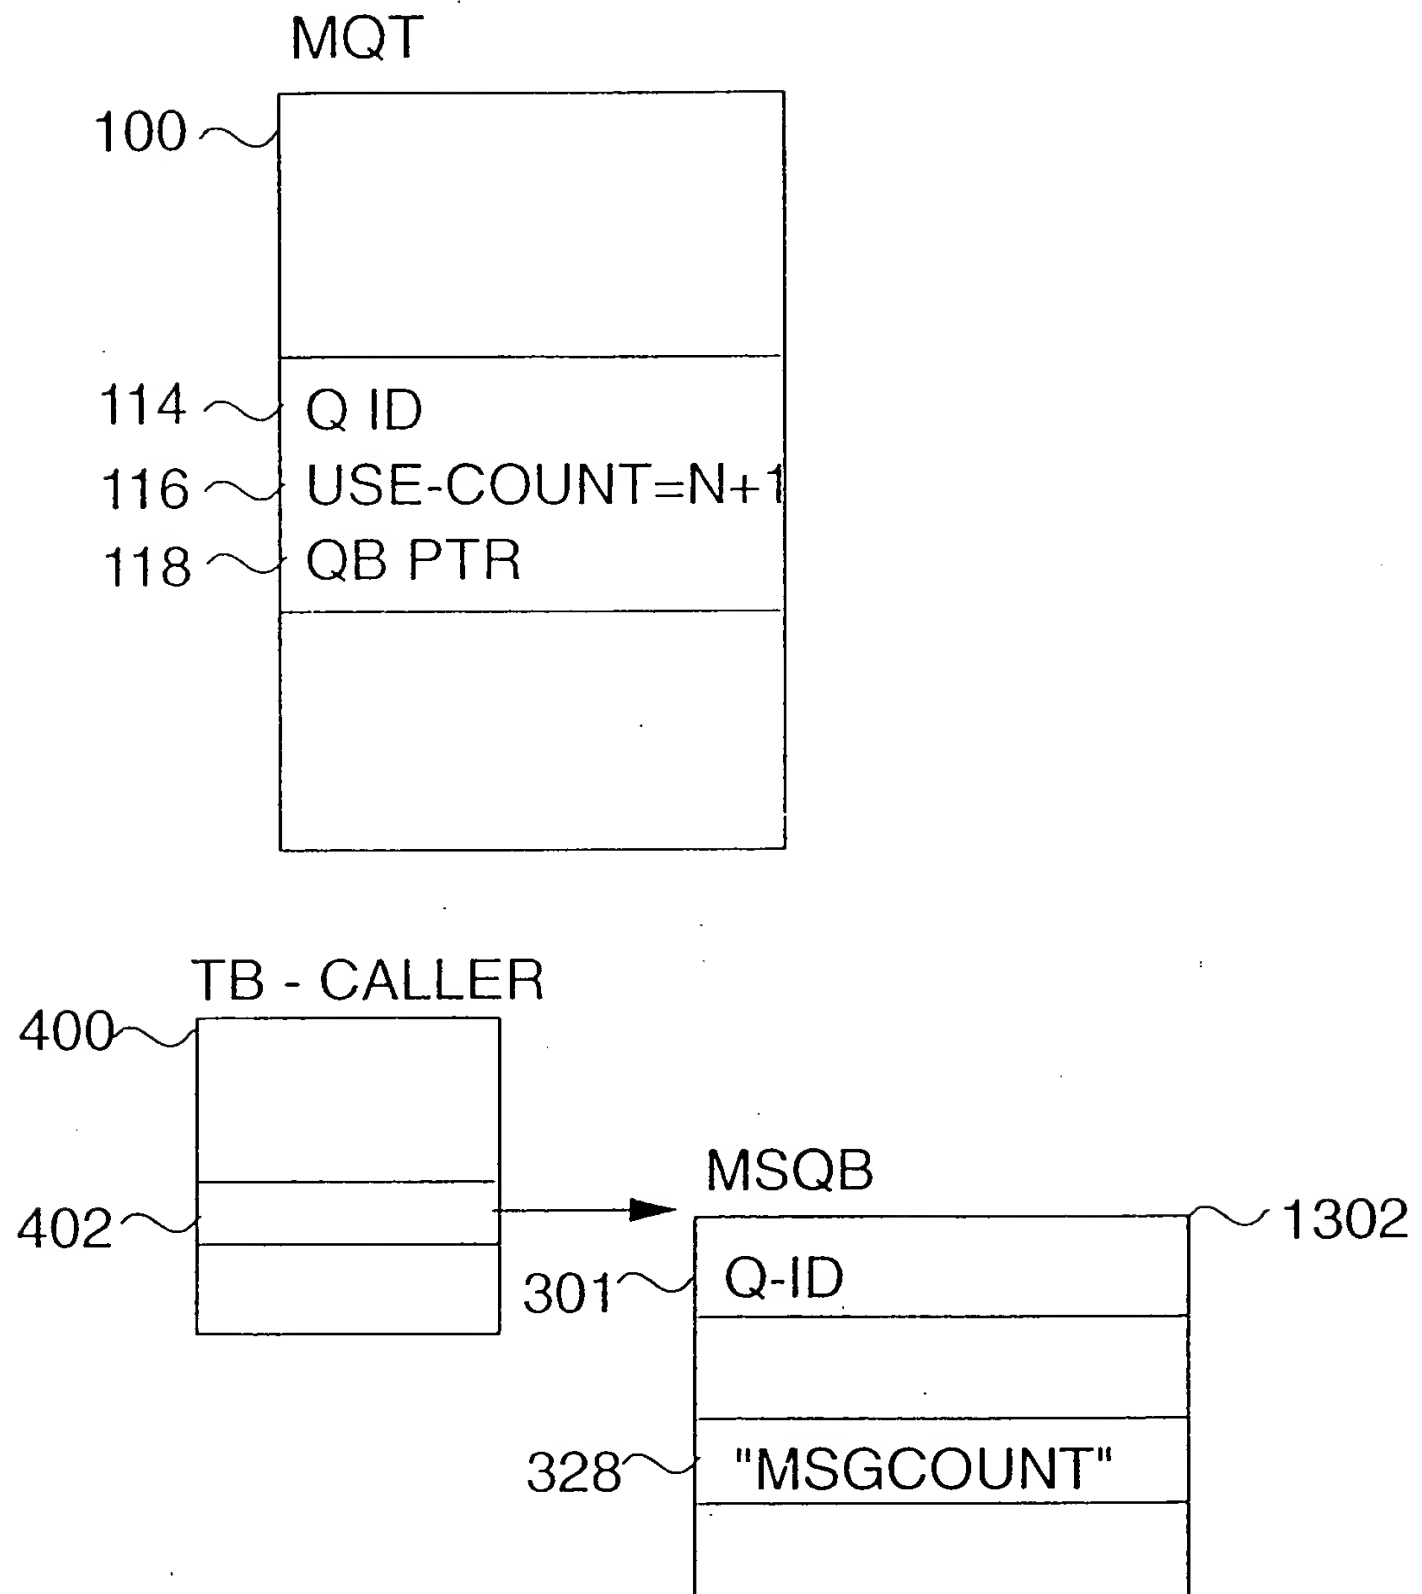 MQT
100
114 Q ID
116 USE-COUNT=N+1
118 QB PTR
TB - CALLER
400
402
MSQB
1302
301 Q-ID
328 "MSGCOUNT"